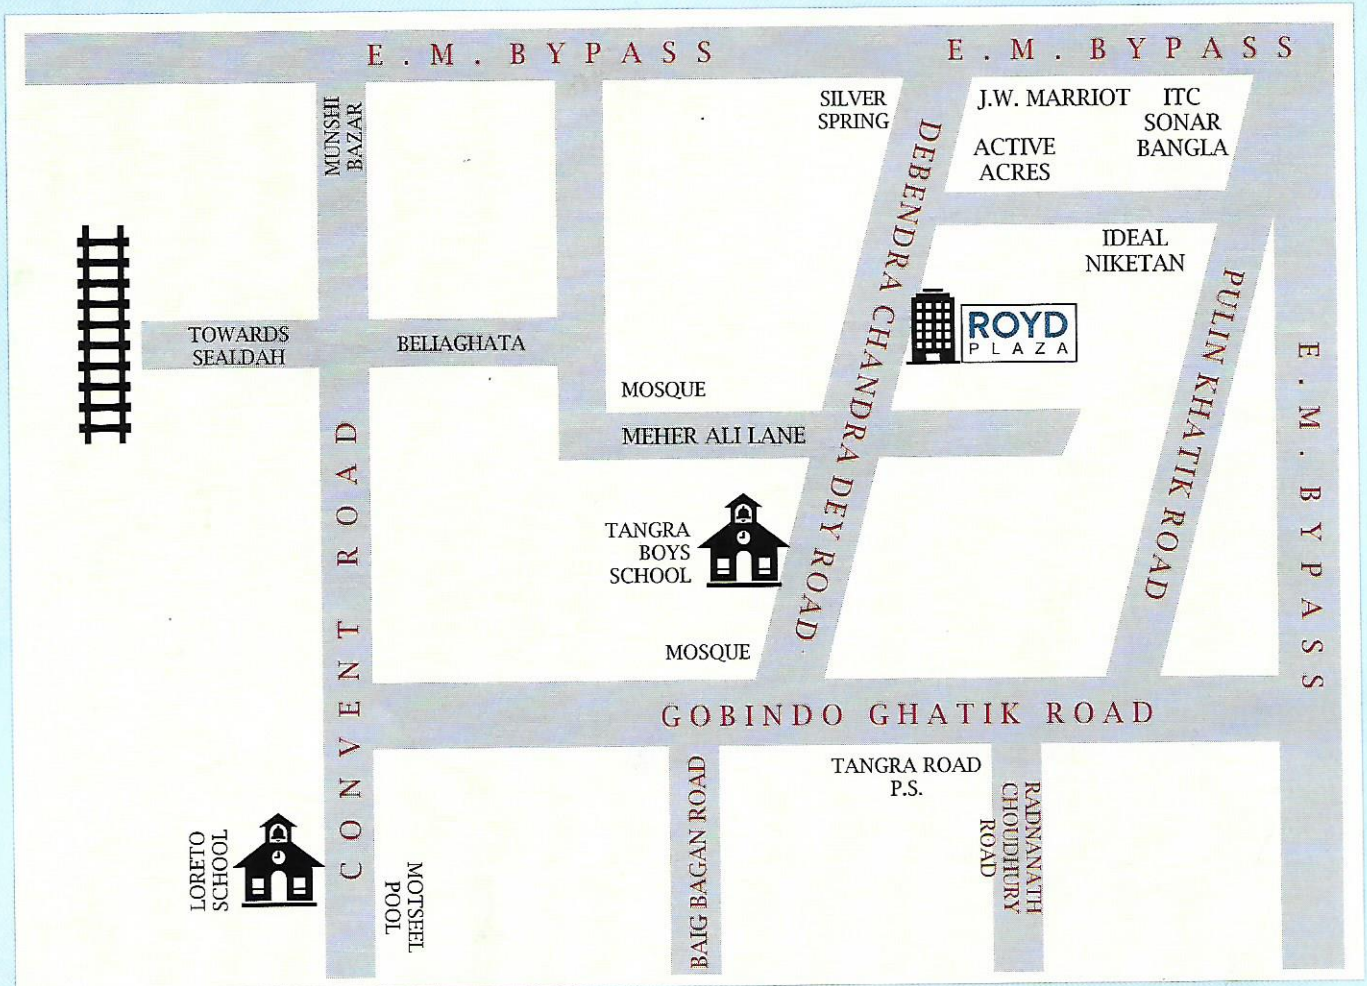 E.M. BYPASS
E.M. BYPASS
MUNSHI
BAZAR
SILVER
SPRING
J.W. MARRIOT
ITC
SONAR
BANGLA
ACTIVE
ACRES
DEBENDRA CHANDRA DEY ROAD
IDEAL
NIKETAN
PULIN KHATIK ROAD
ROYD
PLAZA
TOWARDS
SEALDAH
BELIAGHATA
E.M. BYPASS
MOSQUE
MEHER ALI LANE
CONVENT ROAD
TANGRA
BOYS
SCHOOL
MOSQUE
GOBINDO GHATIK ROAD
BAIG BAGAN ROAD
TANGRA ROAD
P.S.
RADNANATH
CHOUDHURY
ROAD
LORETO
SCHOOL
MOTSEEL
POOL